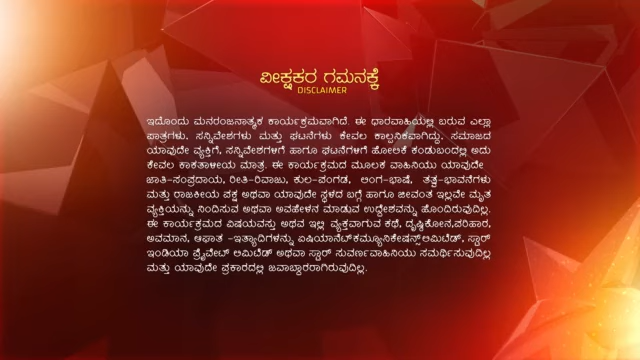 ವೀಕ್ಷಕರ ಗಮನಕ್ಕೆ
DISCLAIMER
ಇದೊಂದು ಮನರಂಜನಾತ್ಮಕ ಕಾರ್ಯಕ್ರಮವಾಗಿದೆ. ಈ ಧಾರವಾಹಿಯಲ್ಲಿ ಬರುವ ಎಲ್ಲಾ
ಪಾತ್ರಗಳು, ಸನ್ನಿವೇಶಗಳು ಮತ್ತು ಘಟನೆಗಳು ಕೇವಲ ಕಾಲ್ಪನಿಕವಾಗಿದ್ದು, ಸಮಾಜದ
ಯಾವುದೇ ವ್ಯಕ್ತಿಗೆ, ಸನ್ನಿವೇಶಗಳಿಗೆ ಹಾಗೂ ಘಟನೆಗಳಿಗೆ ಹೋಲಿಕೆ ಕಂಡುಬಂದಲ್ಲಿ ಅದು
ಕೇವಲ ಕಾಕತಾಳೀಯ ಮಾತ್ರ. ಈ ಕಾರ್ಯಕ್ರಮದ ಮೂಲಕ ವಾಹಿನಿಯು ಯಾವುದೇ
ಜಾತಿ-ಸಂಪ್ರದಾಯ, ರೀತಿ-ರಿವಾಜು, ಕುಲ-ಪಂಗಡ, ಲಿಂಗ-ಭಾಷೆ, ತತ್ವ-ಭಾವನೆಗಳು
ಮತ್ತು ರಾಜಕೀಯ ಪಕ್ಷ ಅಥವಾ ಯಾವುದೇ ಸ್ಥಳದ ಬಗ್ಗೆ ಹಾಗೂ ಜೀವಂತ ಇಲ್ಲವೇ ಮೃತ
ವ್ಯಕ್ತಿಯನ್ನು ನಿಂದಿಸುವ ಅಥವಾ ಅವಹೇಳನ ಮಾಡುವ ಉದ್ದೇಶವನ್ನು ಹೊಂದಿರುವುದಿಲ್ಲ.
ಈ ಕಾರ್ಯಕ್ರಮದ ವಿಷಯವಸ್ತು ಅಥವ ಇಲ್ಲಿ ವ್ಯಕ್ತವಾಗುವ ಕಥೆ, ದೃಷ್ಟಿಕೋನ,ಪರಿಹಾರ,
ಅವಮಾನ, ಆಘಾತ -ಇತ್ಯಾದಿಗಳನ್ನು ಏಷಿಯಾನೆಟ್‌ಕಮ್ಯೂನಿಕೇಷನ್ಸ್ ಲಿಮಿಟೆಡ್, ಸ್ಟಾರ್
ಇಂಡಿಯಾ ಪ್ರೈವೇಟ್ ಲಿಮಿಟೆಡ್ ಅಥವಾ ಸ್ಟಾರ್ ಸುವರ್ಣವಾಹಿನಿಯು ಸಮರ್ಥಿಸುವುದಿಲ್ಲ
ಮತ್ತು ಯಾವುದೇ ಪ್ರಕಾರದಲ್ಲಿ ಜವಾಬ್ದಾರರಾಗಿರುವುದಿಲ್ಲ.